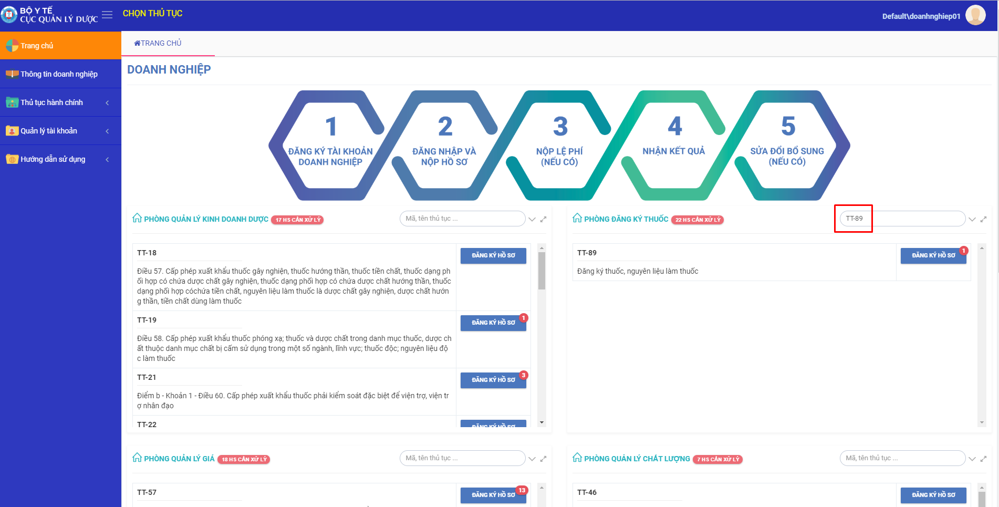 BỘ Y TẾ
CỤC QUẢN LÝ DƯỢC
CHỌN THỦ TỤC
Default\doanhnghiep01
Trang chủ
Thông tin doanh nghiệp
Thủ tục hành chính
Quản lý tài khoản
Hướng dẫn sử dụng
TRANG CHỦ
DOANH NGHIỆP
1
ĐĂNG KÝ TÀI KHOẢN
DOANH NGHIỆP
2
ĐĂNG NHẬP VÀ
NỘP HỒ SƠ
3
NỘP LỆ PHÍ
(NẾU CÓ)
4
NHẬN KẾT QUẢ
5
SỬA ĐỔI BỔ SUNG
(NẾU CÓ)
PHÒNG QUẢN LÝ KINH DOANH DƯỢC 17 HS CẦN XỬ LÝ
Mã, tên thủ tục ...
TT-18
ĐĂNG KÝ HỒ SƠ
Điều 57. Cấp phép xuất khẩu thuốc gây nghiện, thuốc hướng thần, thuốc tiền chất, thuốc dạng ph
ối hợp có chứa dược chất gây nghiện, thuốc dạng phối hợp có chứa dược chất hướng thần, thuốc
dạng phối hợp cóchứa tiền chất, nguyên liệu làm thuốc là dược chất gây nghiện, dược chất hướn
g thần, tiền chất dùng làm thuốc
TT-19
ĐĂNG KÝ HỒ SƠ 1
Điều 58. Cấp phép xuất khẩu thuốc phóng xạ; thuốc và dược chất trong danh mục thuốc, dược ch
ất thuộc danh mục chất bị cấm sử dụng trong một số ngành, lĩnh vực; thuốc độc; nguyên liệu độ
c làm thuốc
TT-21
ĐĂNG KÝ HỒ SƠ 3
Điểm b - Khoản 1 - Điều 60. Cấp phép xuất khẩu thuốc phải kiểm soát đặc biệt để viện trợ, viện tr
ợ nhân đạo
TT-22
ĐĂNG KÝ HỒ SƠ
PHÒNG ĐĂNG KÝ THUỐC 22 HS CẦN XỬ LÝ
TT-89
TT-89
ĐĂNG KÝ HỒ SƠ 1
Đăng ký thuốc, nguyên liệu làm thuốc
PHÒNG QUẢN LÝ GIÁ 18 HS CẦN XỬ LÝ
Mã, tên thủ tục ...
TT-57
ĐĂNG KÝ HỒ SƠ 13
PHÒNG QUẢN LÝ CHẤT LƯỢNG 7 HS CẦN XỬ LÝ
Mã, tên thủ tục ...
TT-46
ĐĂNG KÝ HỒ SƠ